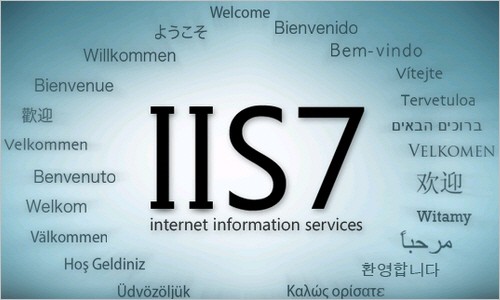 Welcome
ようこそ
Bienvenido
Willkommen
Bem-vindo
Bienvenue
Vítejte
歡迎
Tervetuloa
ברוכים הבאים
Velkommen
VELKOMEN
IIS7
Benvenuto
欢迎
Welkom
Witamy
internet information services
Välkommen
مرحباً
Hoş Geldiniz
환영합니다
Üdvözöljük
Καλώς ορίσατε